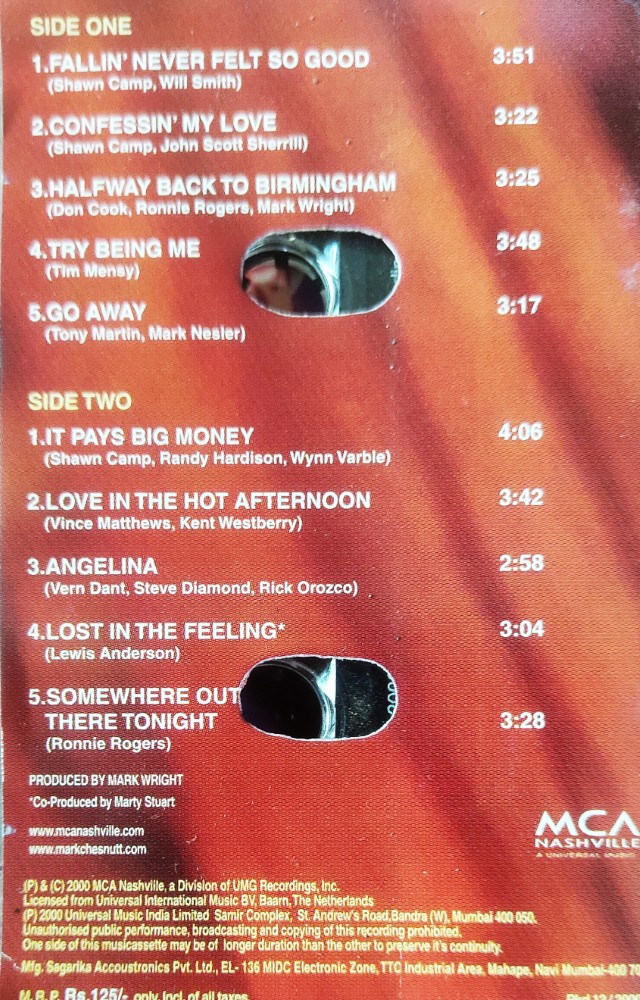 SIDE ONE
1.FALLIN' NEVER FELT SO GOOD 3:51
(Shawn Camp, Will Smith)
2.CONFESSIN' MY LOVE 3:22
(Shawn Camp, John Scott Sherrill)
3.HALFWAY BACK TO BIRMINGHAM 3:25
(Don Cook, Ronnie Rogers, Mark Wright)
4.TRY BEING ME 3:48
(Tim Mensy)
5.GO AWAY 3:17
(Tony Martin, Mark Nesler)
SIDE TWO
1.IT PAYS BIG MONEY 4:06
(Shawn Camp, Randy Hardison, Wynn Varble)
2.LOVE IN THE HOT AFTERNOON 3:42
(Vince Matthews, Kent Westberry)
3.ANGELINA 2:58
(Vern Dant, Steve Diamond, Rick Orozco)
4.LOST IN THE FEELING* 3:04
(Lewis Anderson)
5.SOMEWHERE OUT
THERE TONIGHT 3:28
(Ronnie Rogers)
PRODUCED BY MARK WRIGHT
*Co-Produced by Marty Stuart
www.mcanashville.com
www.markchesnutt.com
MCA
NASHVILLE
A UNIVERSAL MUSIC
(P) & (C) 2000 MCA Nashville, a Division of UMG Recordings, Inc.
Licensed from Universal International Music BV, Baarn, The Netherlands
(P) 2000 Universal Music India Limited Samir Complex, St. Andrew's Road,Bandra (W), Mumbai 400 050.
Unauthorised public performance, broadcasting and copying of this recording prohibited.
One side of this musicassette may be of longer duration than the other to preserve it's continuity.
Mfg. Sagarika Accoustronics Pvt. Ltd., EL- 136 MIDC Electronic Zone, TTC Industrial Area, Mahape, Navi Mumbai-400 70
M.R.P. Rs.125/- only Incl. of all taxes